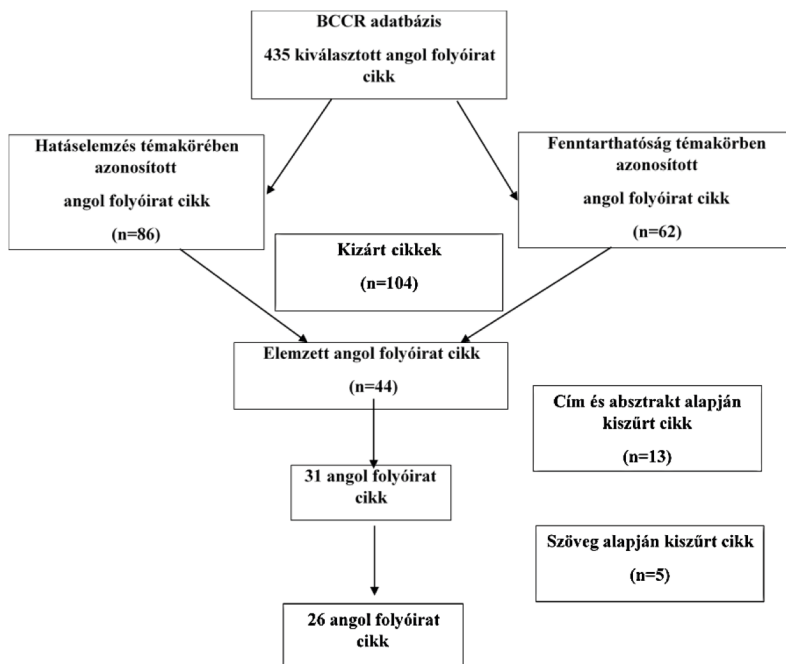 BCCR adatbázis
435 kiválasztott angol folyóirat
cikk
Hatáselemzés témakörében
azonosított
angol folyóirat cikk
(n=86)
Fenntarthatóság témakörben
azonosított
angol folyóirat cikk
(n=62)
Kizárt cikkek
(n=104)
Elemzett angol folyóirat cikk
(n=44)
Cím és absztrakt alapján
kiszűrt cikk
(n=13)
31 angol folyóirat
cikk
Szöveg alapján kiszűrt cikk
(n=5)
26 angol folyóirat
cikk